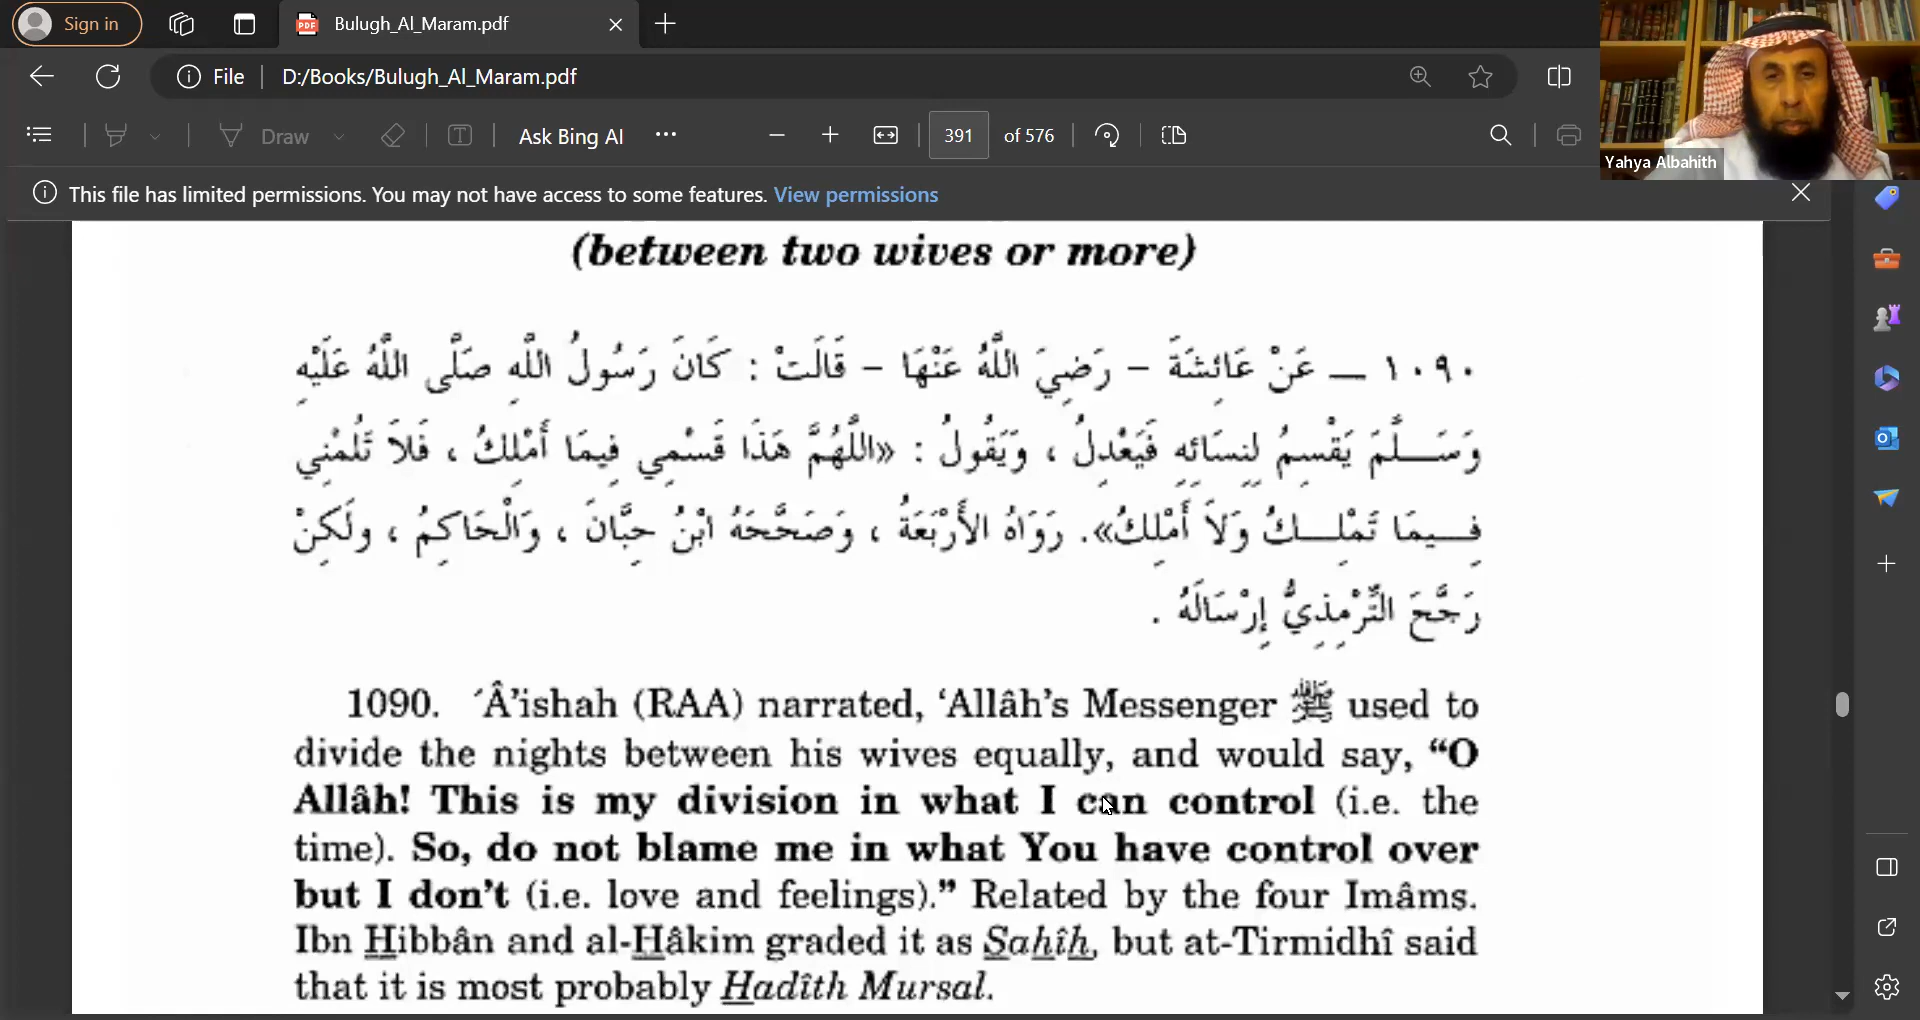 Sign in
Bulugh_Al_Maram.pdf
File
D:/Books/Bulugh_Al_Maram.pdf
Draw
Ask Bing AI
391 of 576
Yahya Albahith
This file has limited permissions. You may not have access to some features. View permissions
(between two wives or more)
١٠٩٠ ــ عَنْ عَائِشَةَ – رَضِيَ اللَّهُ عَنْهَا – قَالَتْ : كَانَ رَسُولُ اللَّهِ صَلَّى اللَّهُ عَلَيْهِ
وَسَلَّمَ يَقْسِمُ لِنِسَائِهِ فَيَعْدِلُ ، وَيَقُولُ : «اللَّهُمَّ هَذَا قَسْمِي فِيمَا أَمْلِكُ ، فَلاَ تَلُمْنِي
فِيمَا تَمْلِكُ وَلاَ أَمْلِكُ». رَوَاهُ الأَرْبَعَةُ ، وَصَحَّحَهُ ابْنُ حِبَّانَ ، وَالْحَاكِمُ ، ولَكِنْ
رَجَّحَ التِّرْمِذِيُّ إِرْسَالَهُ .
1090. ´Â’ishah (RAA) narrated, ‘Allâh’s Messenger ﷺ used to
divide the nights between his wives equally, and would say, “O
Allâh! This is my division in what I can control (i.e. the
time). So, do not blame me in what You have control over
but I don’t (i.e. love and feelings).” Related by the four Imâms.
Ibn Hibbân and al-Hâkim graded it as Sahîh, but at-Tirmidhî said
that it is most probably Hadîth Mursal.